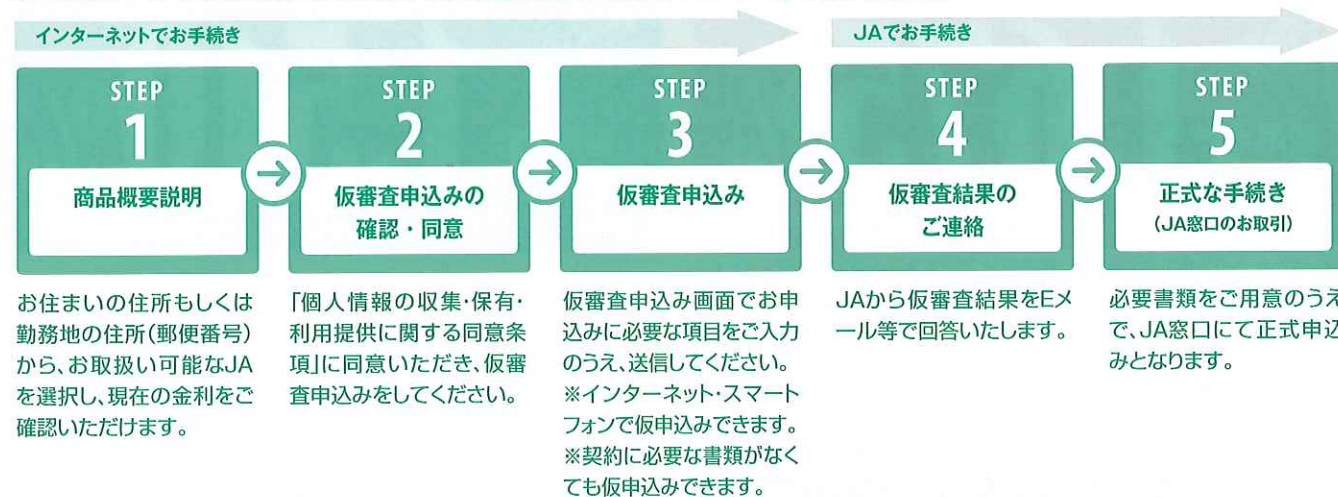 インターネットでお手続き
JAでお手続き
STEP
1
商品概要説明
お住まいの住所もしくは
勤務地の住所(郵便番号)
から、お取扱い可能なJA
を選択し、現在の金利をご
確認いただけます。
STEP
2
仮審査申込みの
確認・同意
「個人情報の収集・保有・
利用提供に関する同意条
項」に同意いただき、仮審
査申込みをしてください。
STEP
3
仮審査申込み
仮審査申込み画面でお申
込みに必要な項目をご入力
のうえ、送信してください。
※インターネット・スマート
フォンで仮申込みできます。
※契約に必要な書類がなく
ても仮申込みできます。
STEP
4
仮審査結果の
ご連絡
JAから仮審査結果をEメ
ール等で回答いたします。
STEP
5
正式な手続き
(JA窓口のお取引)
必要書類をご用意のうえ
で、JA窓口にて正式申込
みとなります。